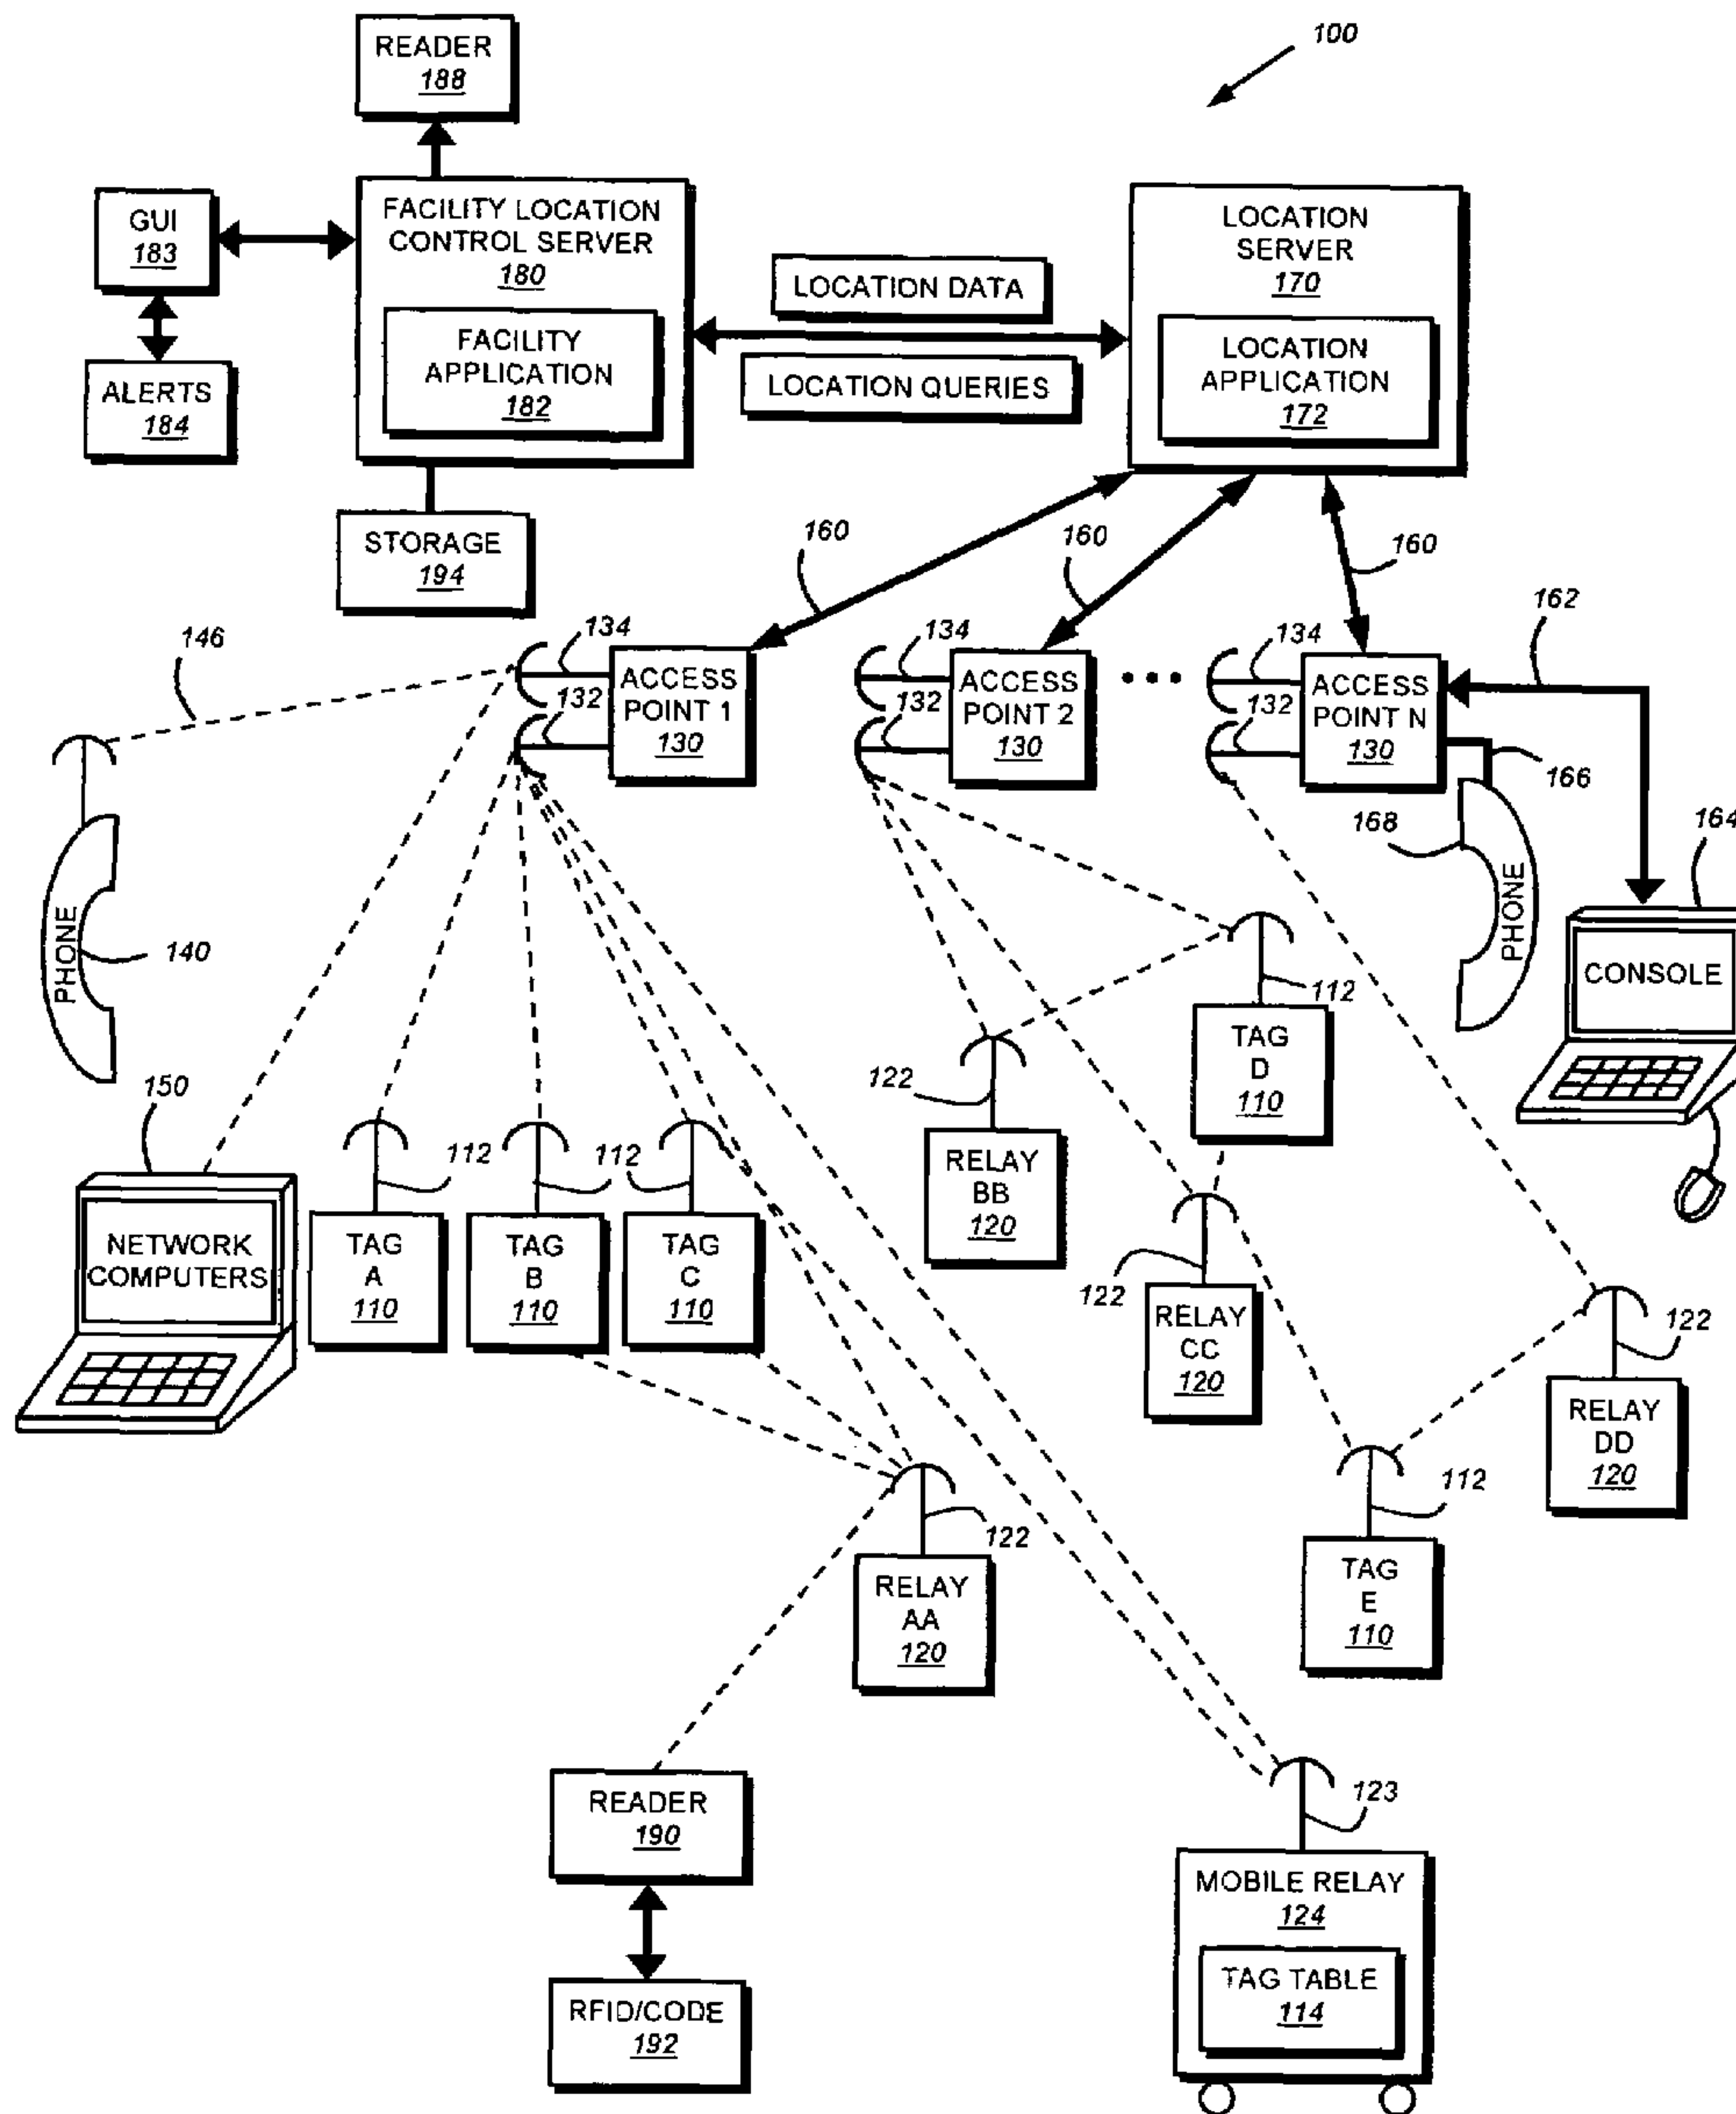 READER
188
100
GUI
183
FACILITY LOCATION
CONTROL SERVER
180
FACILITY
APPLICATION
182
LOCATION DATA
LOCATION QUERIES
LOCATION
SERVER
170
LOCATION
APPLICATION
172
ALERTS
184
STORAGE
194
160
160
160
162
146
134
132
ACCESS
POINT 1
130
134
132
ACCESS
POINT 2
130
134
132
ACCESS
POINT N
130
166
168
164
PHONE
140
PHONE
CONSOLE
112
TAG
D
110
122
RELAY
BB
120
150
NETWORK
COMPUTERS
112
112
TAG
A
110
TAG
B
110
TAG
C
110
122
RELAY
CC
120
122
RELAY
DD
120
112
TAG
E
110
122
RELAY
AA
120
READER
190
RFID/CODE
192
123
MOBILE RELAY
124
TAG TABLE
114